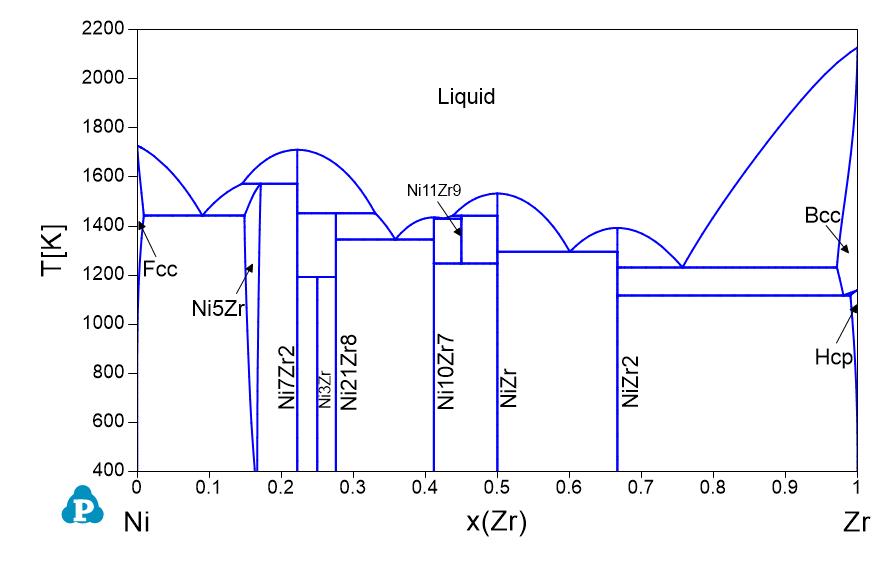 2200
2000
1800
1600
1400
1200
1000
800
600
400
T[K]
Liquid
Ni11Zr9
Bcc
Fcc
Ni5Zr
Ni7Zr2
Ni3Zr
Ni21Zr8
Ni10Zr7
NiZr
NiZr2
Hcp
0
0.1
0.2
0.3
0.4
0.5
0.6
0.7
0.8
0.9
1
P
Ni
x(Zr)
Zr